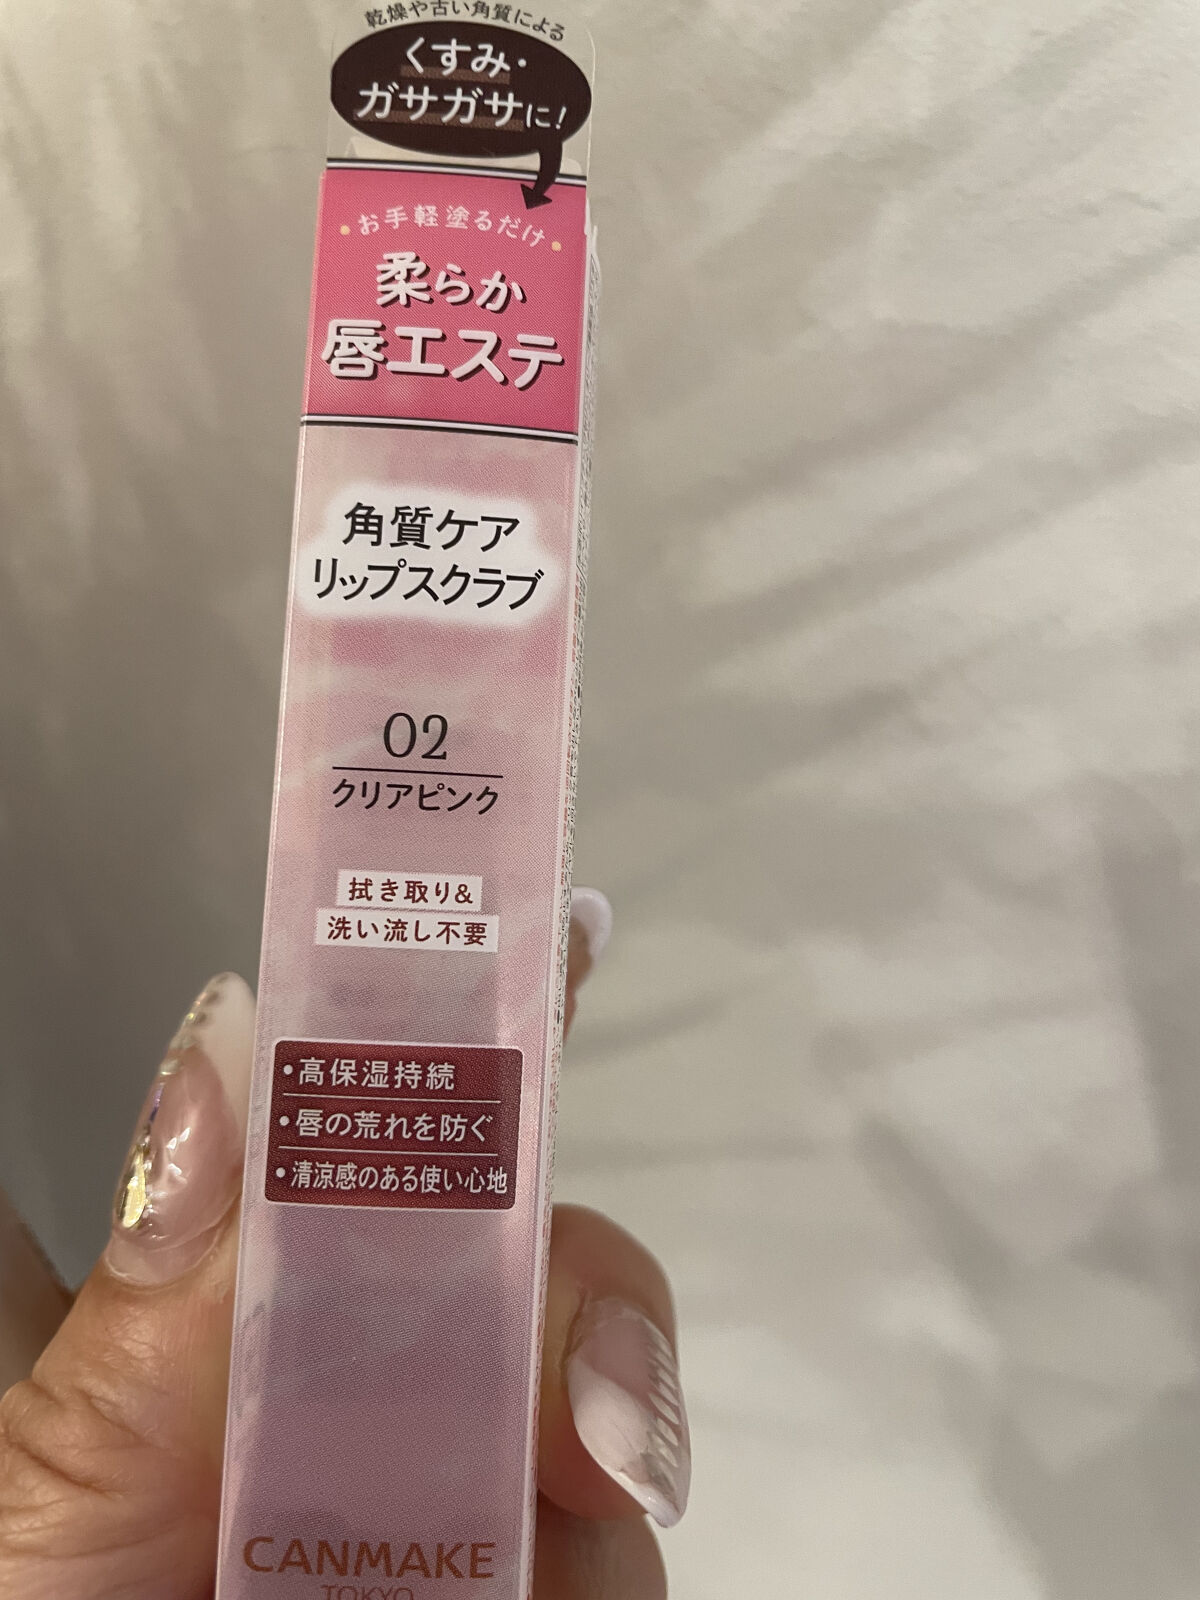 乾燥や古い角質による
くすみ・
ガサガサに!
・お手軽塗るだけ・
柔らか
唇エステ
角質ケア
リップスクラブ
02
クリアピンク
拭き取り&
洗い流し不要
•高保湿持続
•唇の荒れを防ぐ
•清涼感のある使い心地
CANMAKE
TOKYO